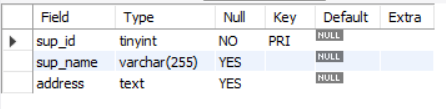 Field Type Null Key Default Extra
sup_id tinyint NO PRI NULL
sup_name varchar(255) YES NULL
address text YES NULL